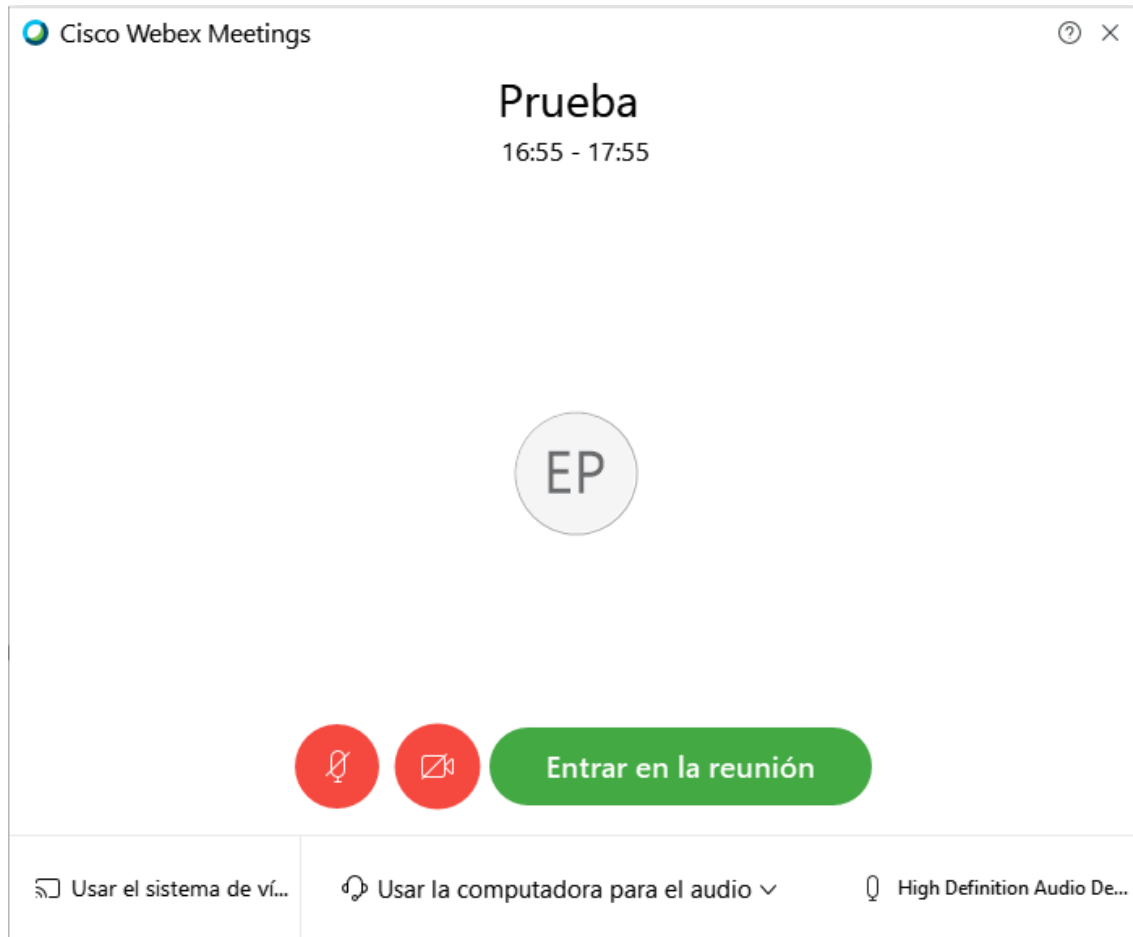 Cisco Webex Meetings
Prueba
16:55 - 17:55
EP
Entrar en la reunión
Usar el sistema de ví...
Usar la computadora para el audio
High Definition Audio De...